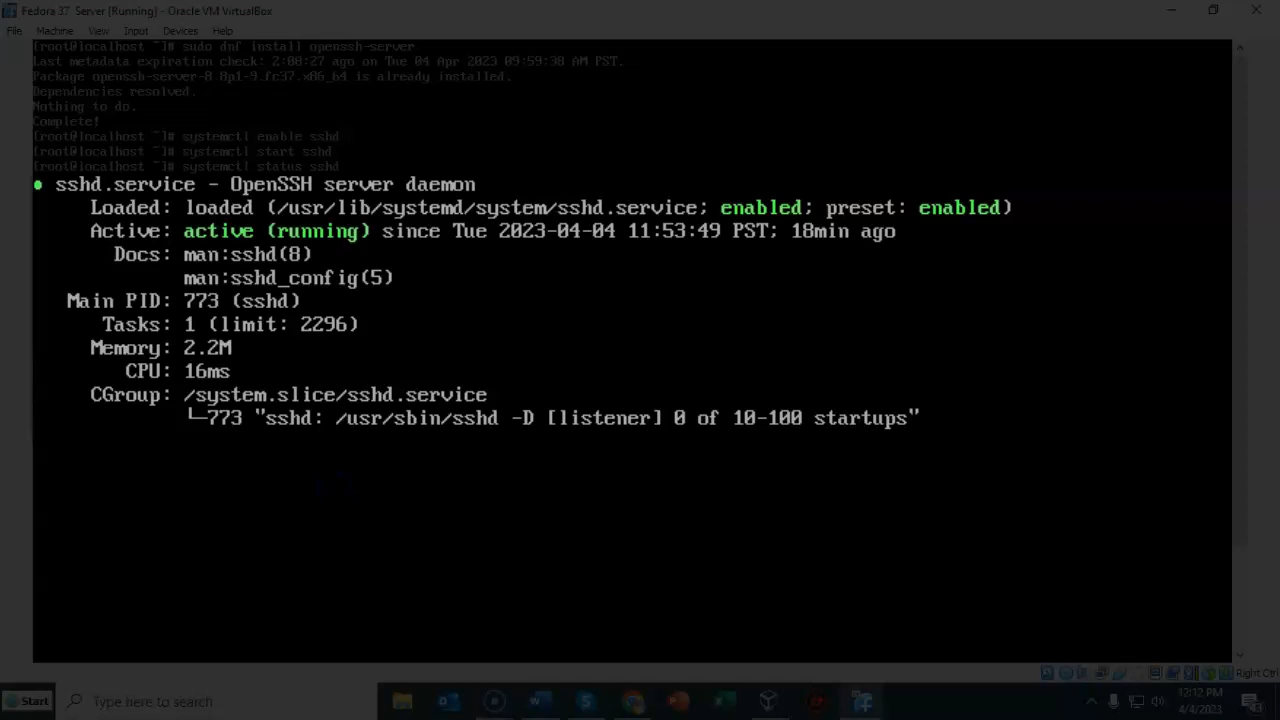 Fedora 37 Server [Running] - Oracle VM VirtualBox
File Machine View Input Devices Help
[root@localhost ~]# sudo dnf install openssh-server
Last metadata expiration check: 2:08:27 ago on Tue 04 Apr 2023 09:59:38 AM PST.
Package openssh-server-8.8p1-9.fc37.x86_64 is already installed.
Dependencies resolved.
Nothing to do.
Complete!
[root@localhost ~]# systemctl enable sshd
[root@localhost ~]# systemctl start sshd
[root@localhost ~]# systemctl status sshd
● sshd.service - OpenSSH server daemon
Loaded: loaded (/usr/lib/systemd/system/sshd.service; enabled; preset: enabled)
Active: active (running) since Tue 2023-04-04 11:53:49 PST; 18min ago
Docs: man:sshd(8)
man:sshd_config(5)
Main PID: 773 (sshd)
Tasks: 1 (limit: 2296)
Memory: 2.2M
CPU: 16ms
CGroup: /system.slice/sshd.service
└─773 "sshd: /usr/sbin/sshd -D [listener] 0 of 10-100 startups"
Right Ctrl
Start
Type here to search
12:12 PM
4/4/2023